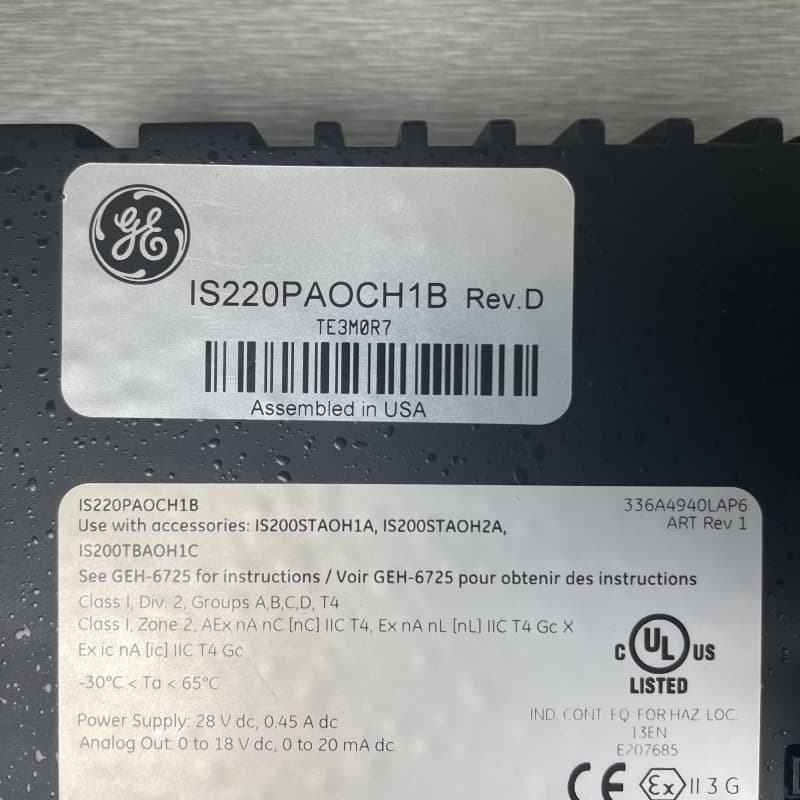 GE
IS220PAOCH1B Rev.D
TE3M0R7
Assembled in USA
IS220PAOCH1B
336A4940LAP6
Use with accessories: IS200STAOH1A, IS200STAOH2A,
ART Rev 1
IS200TBAOH1C
See GEH-6725 for instructions / Voir GEH-6725 pour obtenir des instructions
Class I, Div. 2, Groups A,B,C,D, T4
Class I, Zone 2, AEx nA nC [nC] IIC T4, Ex nA nL [nL] IIC T4 Gc X
Ex ic nA [ic] IIC T4 Gc
-30°C < Ta < 65°C
Power Supply: 28 V dc, 0.45 A dc
Analog Out: 0 to 18 V dc, 0 to 20 mA dc
C UL US
LISTED
IND. CONT. EQ. FOR HAZ. LOC.
13EN
E207685
CE Ex II 3 G